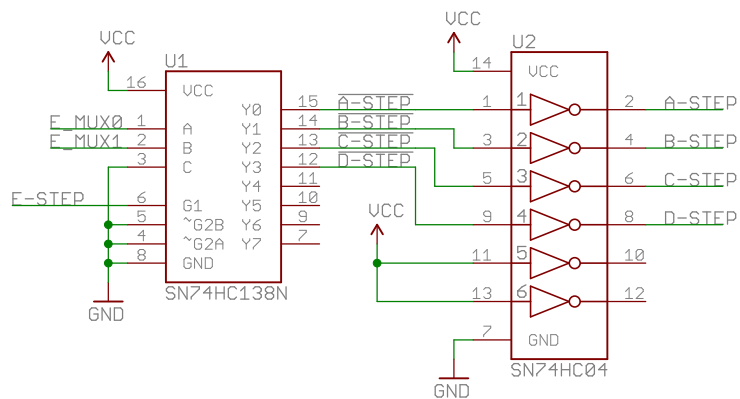 VCC
U1
16
VCC
E_MUX0
1
A
E_MUX1
2
B
3
C
E-STEP
6
G1
5
~G2B
4
~G2A
8
GND
Y0
15
A-STEP
Y1
14
B-STEP
Y2
13
C-STEP
Y3
12
D-STEP
Y4
11
Y5
10
Y6
9
Y7
7
SN74HC138N
GND
VCC
U2
14
VCC
1
1
2
A-STEP
3
2
4
B-STEP
5
3
6
C-STEP
VCC
9
4
8
D-STEP
11
5
10
13
6
12
7
GND
SN74HC04
GND